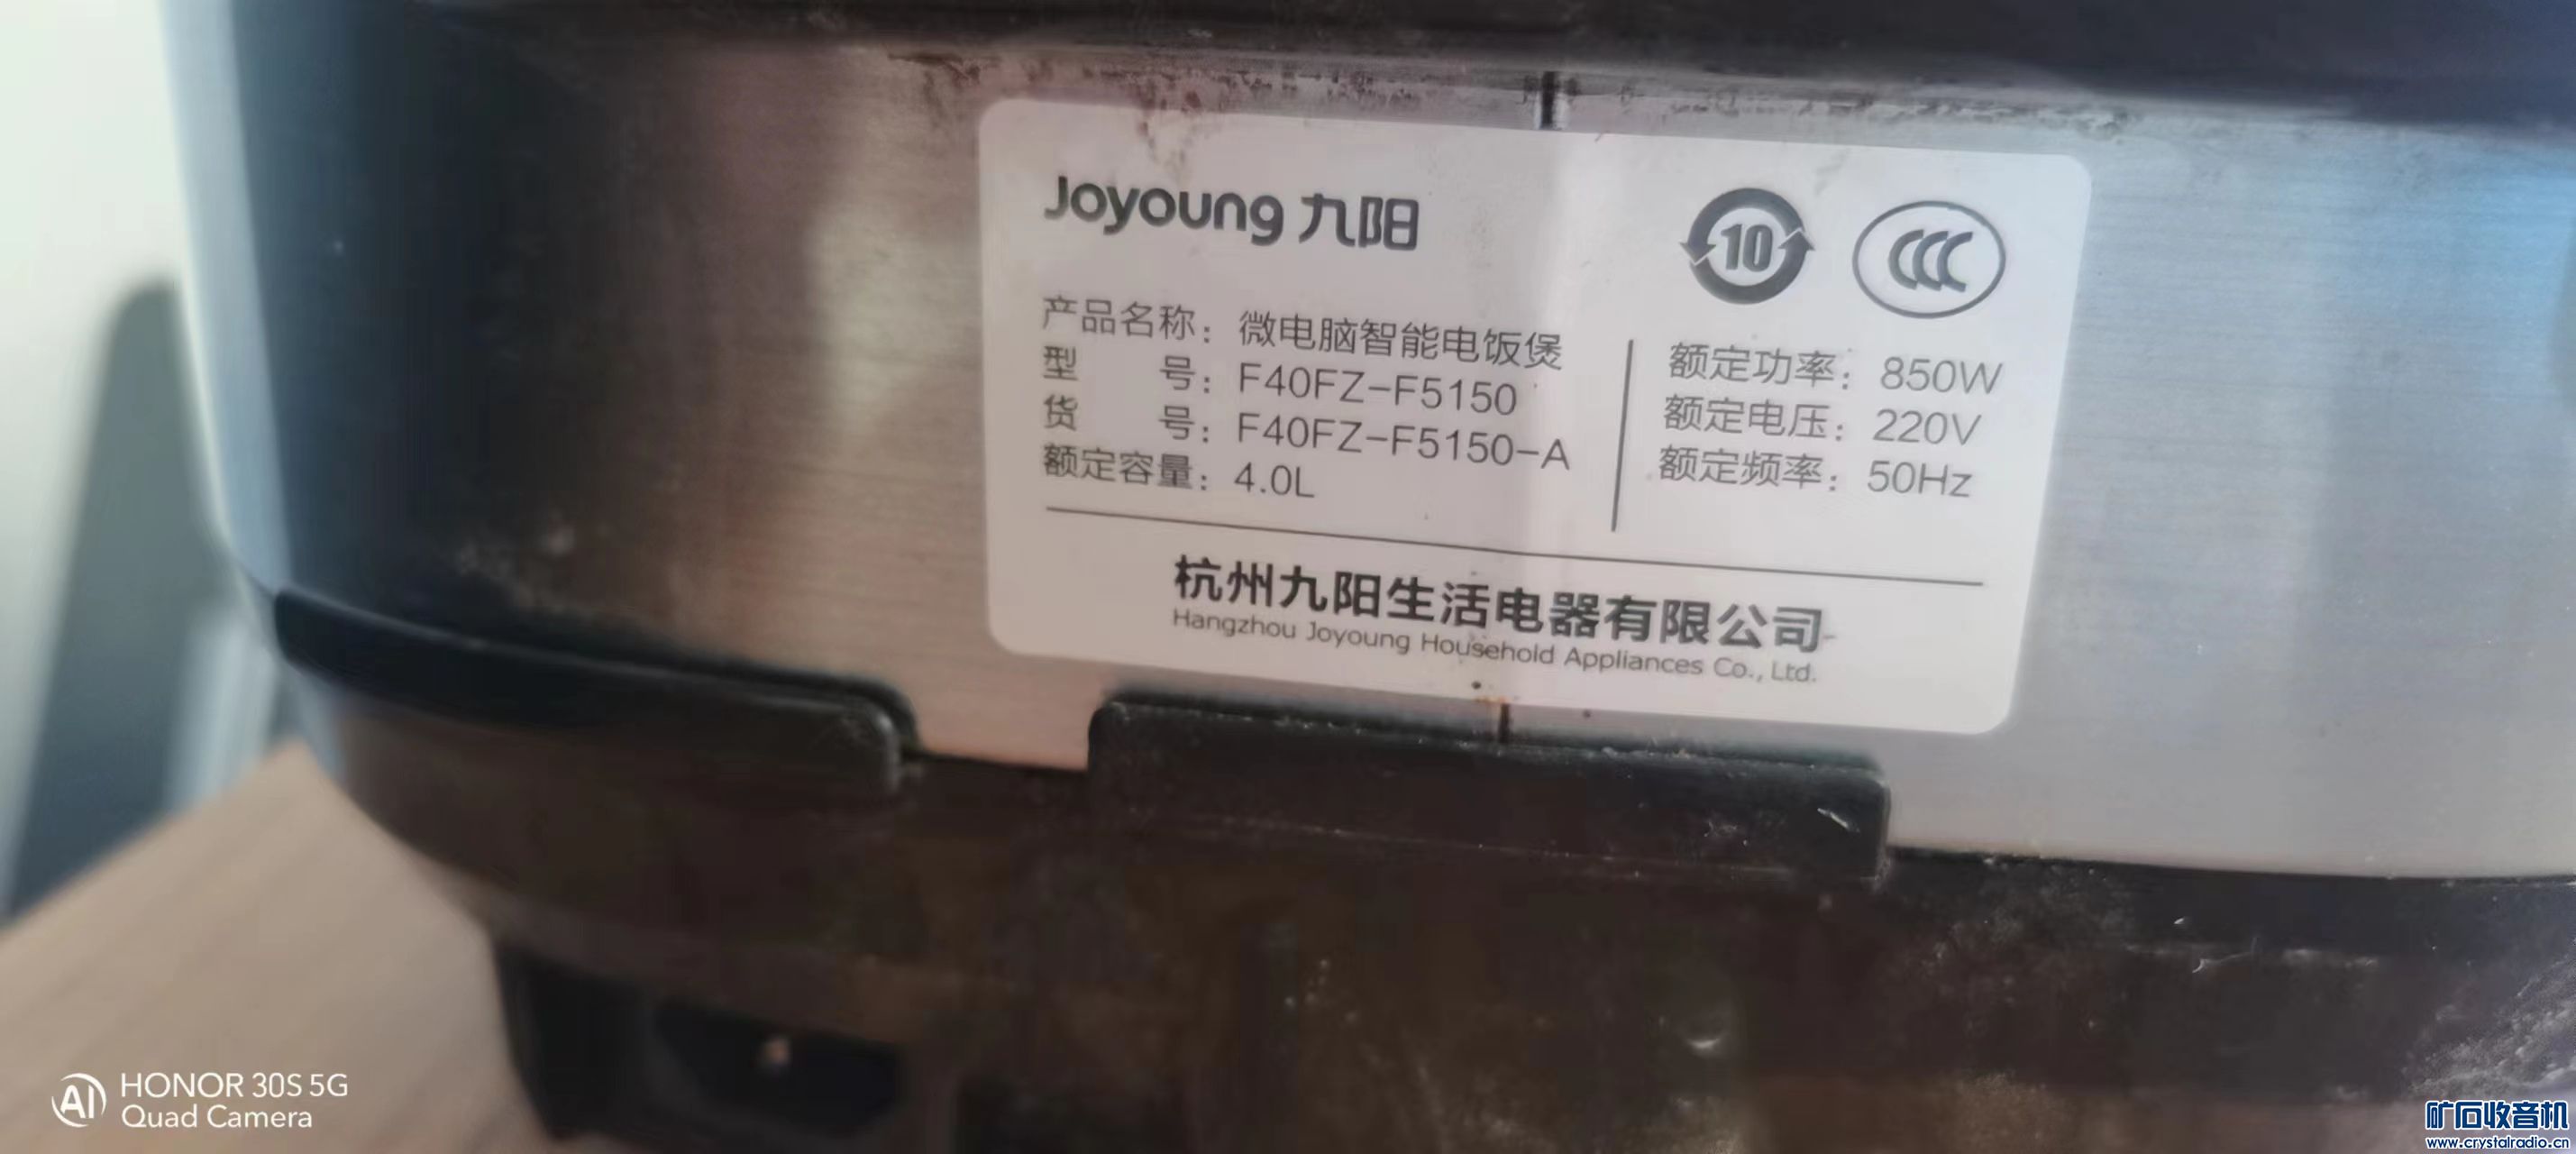 Joyoung 九阳
10
CCC
产品名称：微电脑智能电饭煲
型 号：F40FZ-F5150
货 号：F40FZ-F5150-A
额定容量：4.0L
额定功率：850W
额定电压：220V
额定频率：50Hz
杭州九阳生活电器有限公司
Hangzhou Joyoung Household Appliances Co., Ltd.
AI HONOR 30S 5G
Quad Camera
矿石收音机
www.crystalradio.cn